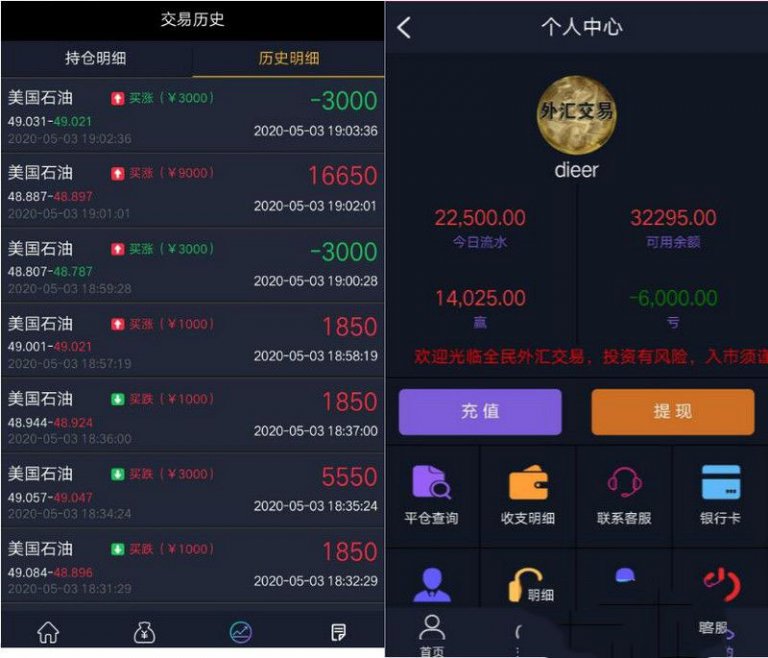 交易历史
持仓明细
历史明细
美国石油 买涨（￥3000） -3000
49.031-49.021
2020-05-03 19:02:36 2020-05-03 19:03:36
美国石油 买涨（￥9000） 16650
48.887-48.897
2020-05-03 19:01:01 2020-05-03 19:02:01
美国石油 买涨（￥3000） -3000
48.807-48.787
2020-05-03 18:59:28 2020-05-03 19:00:28
美国石油 买涨（￥1000） 1850
49.001-49.021
2020-05-03 18:57:19 2020-05-03 18:58:19
美国石油 买跌（￥1000） 1850
48.944-48.924
2020-05-03 18:36:00 2020-05-03 18:37:00
美国石油 买跌（￥3000） 5550
49.057-49.047
2020-05-03 18:34:24 2020-05-03 18:35:24
美国石油 买跌（￥1000） 1850
49.084-48.896
2020-05-03 18:31:29 2020-05-03 18:32:29
个人中心
外汇交易
dieer
22,500.00 32295.00
今日流水 可用余额
14,025.00 -6,000.00
赢 亏
欢迎光临全民外汇交易，投资有风险，入市须
充值 提现
平仓查询 收支明细 联系客服 银行卡
明细
首页
客服